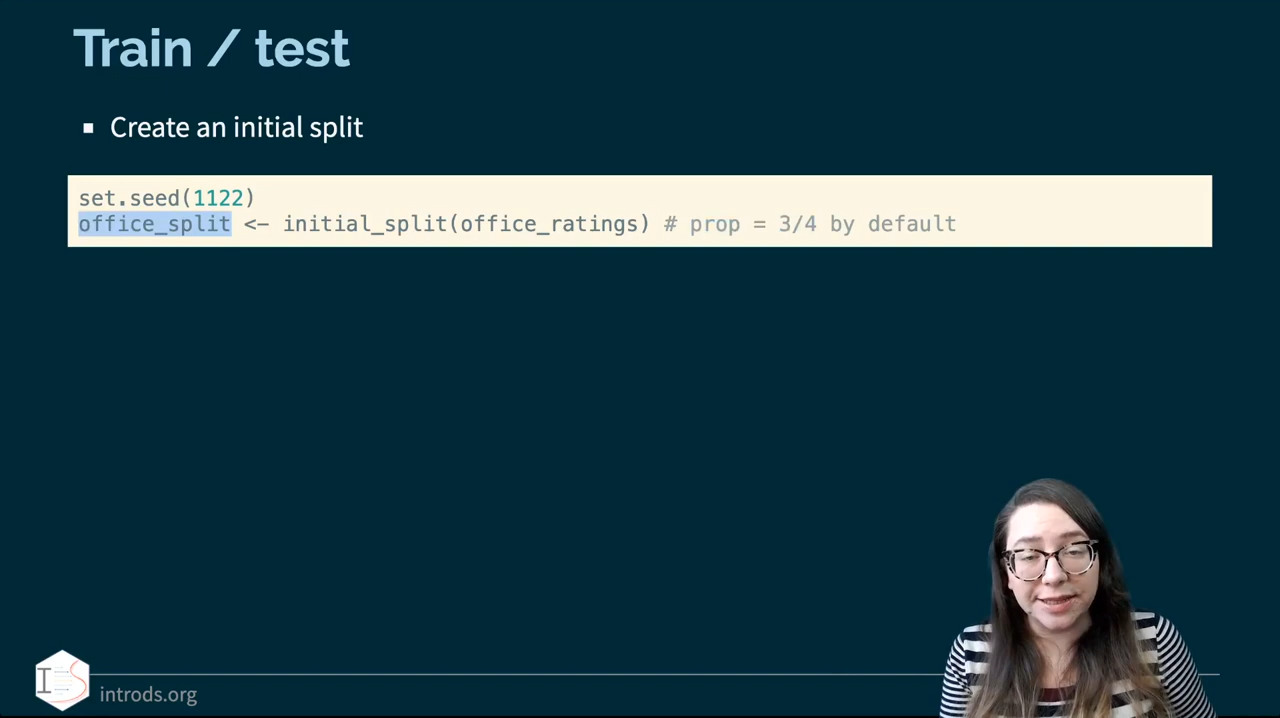 Train / test
Create an initial split
set.seed(1122)
office_split <- initial_split(office_ratings) # prop = 3/4 by default
IS
introds.org